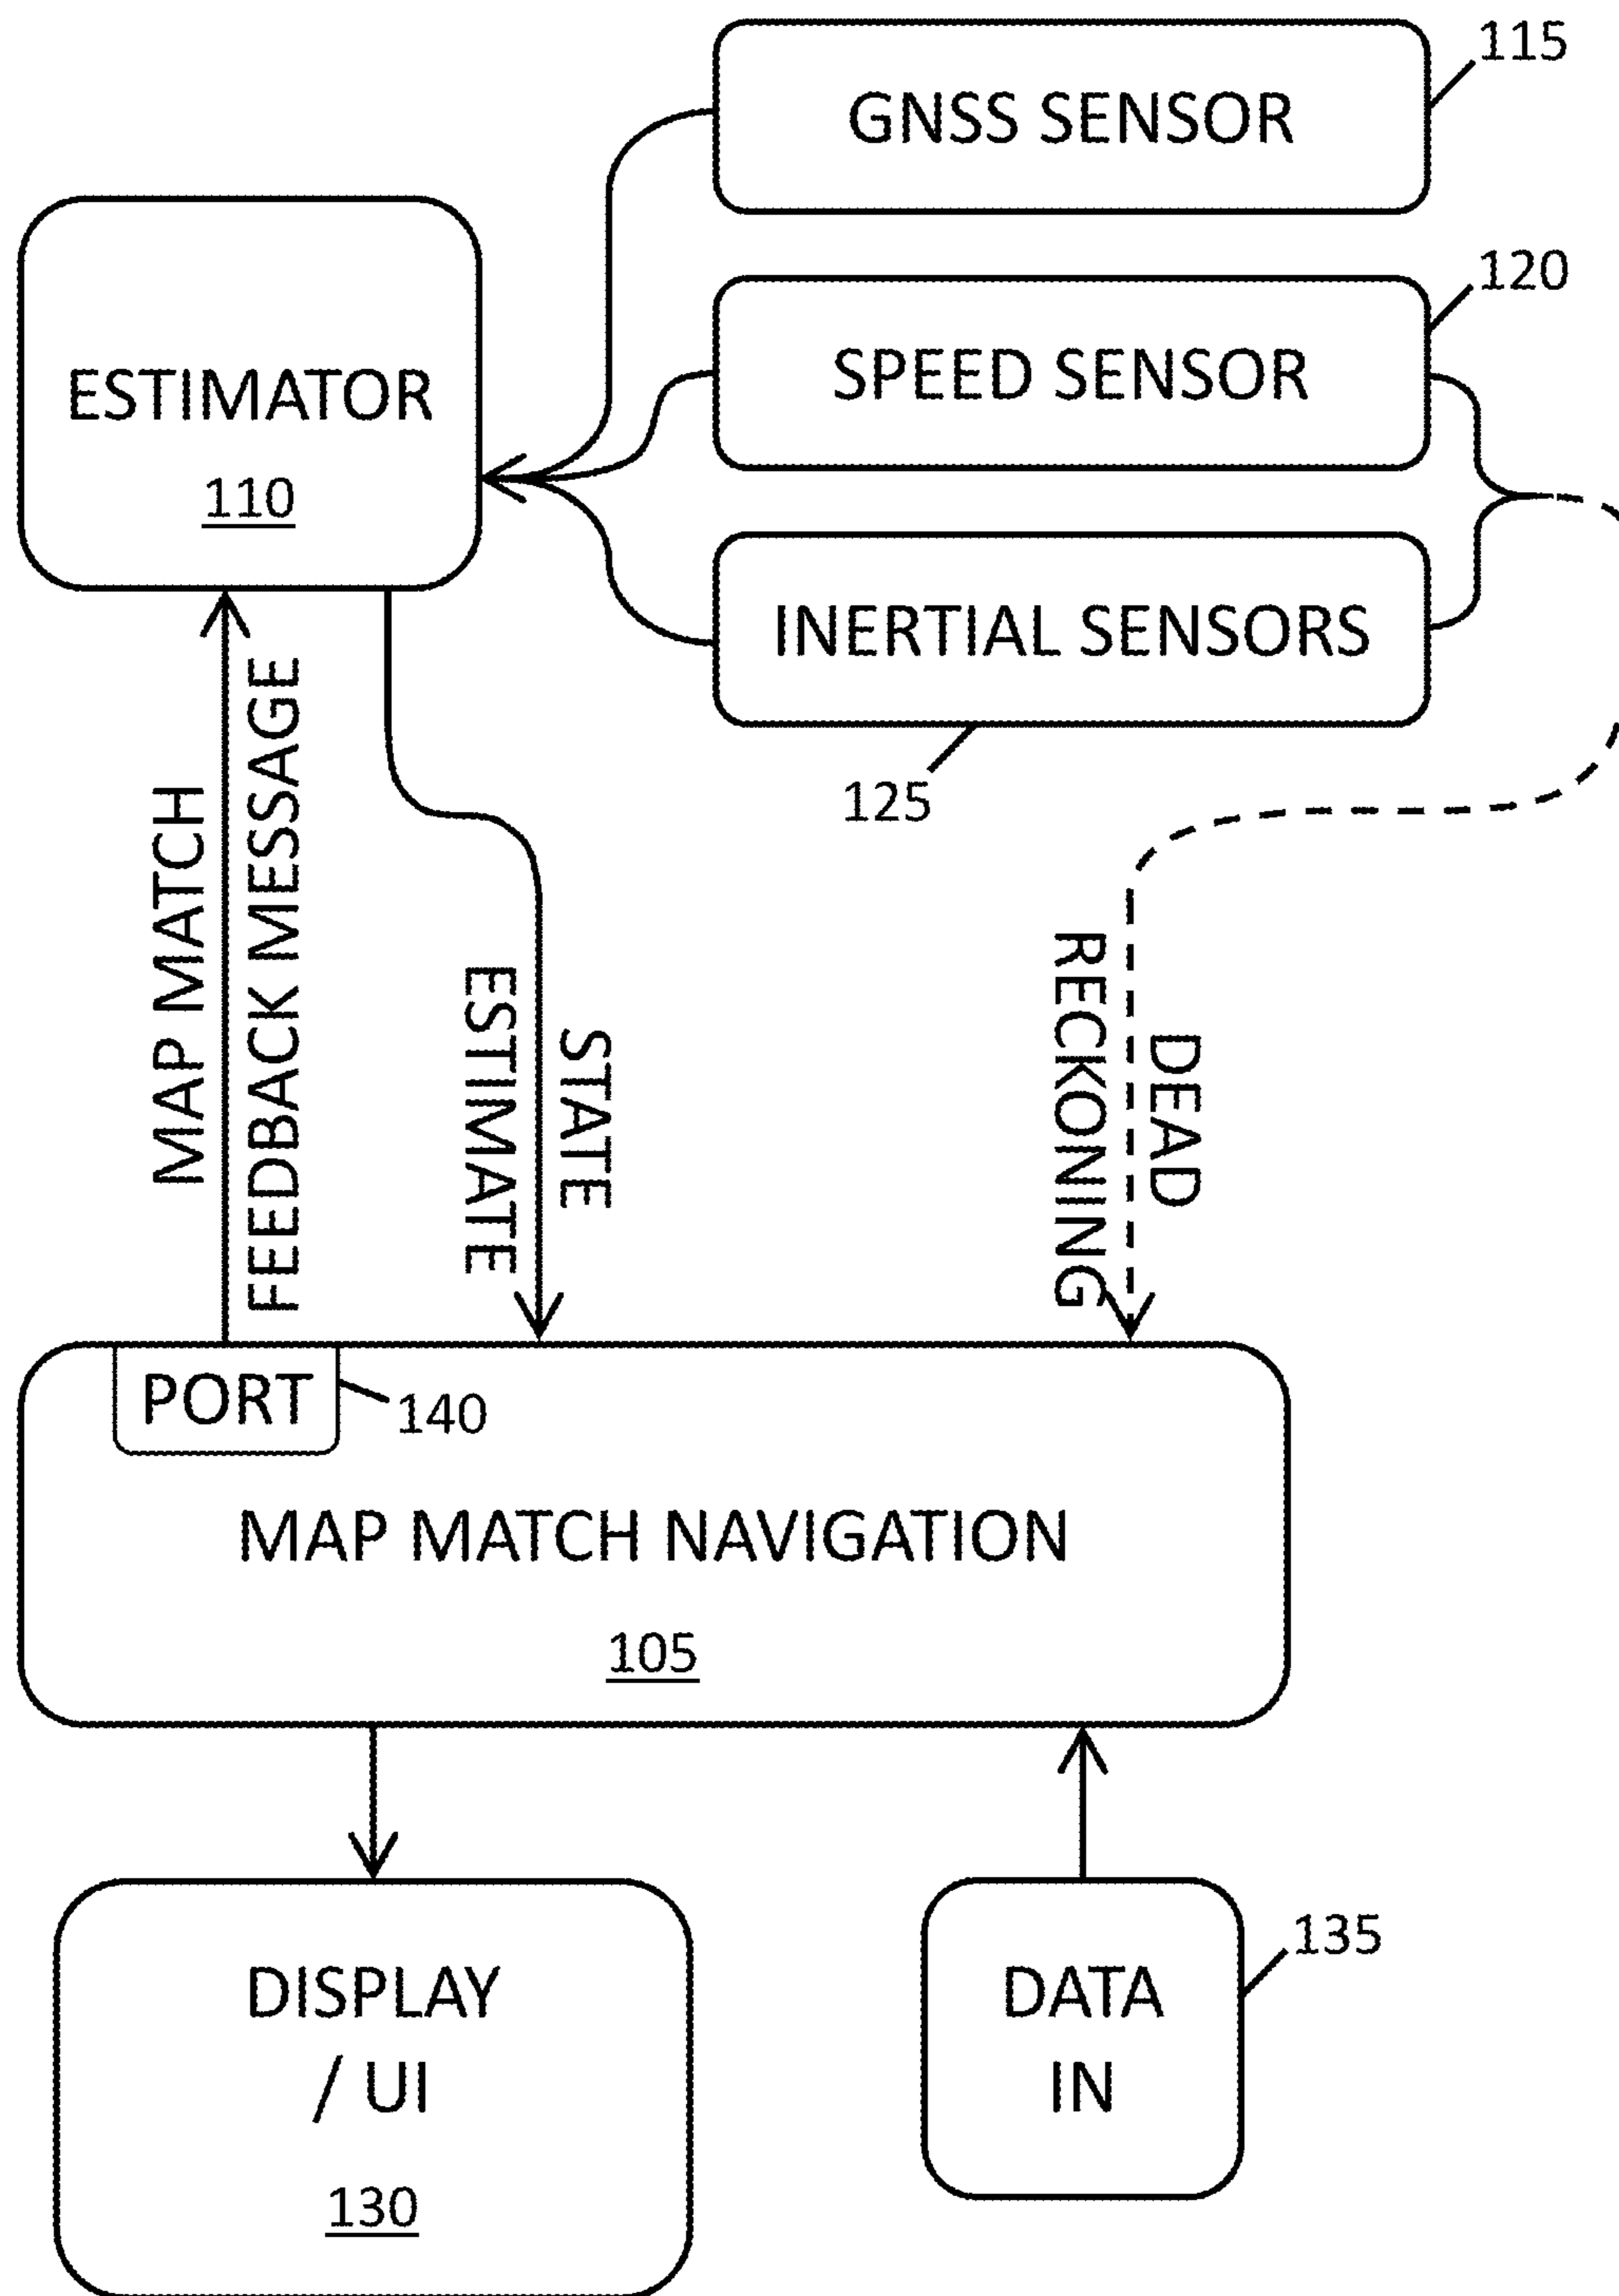 115
GNSS SENSOR
120
ESTIMATOR
110
SPEED SENSOR
INERTIAL SENSORS
125
MAP MATCH
FEEDBACK MESSAGE
STATE
ESTIMATE
DEAD
RECKONING
PORT
140
MAP MATCH NAVIGATION
105
DISPLAY
/ UI
130
DATA
IN
135